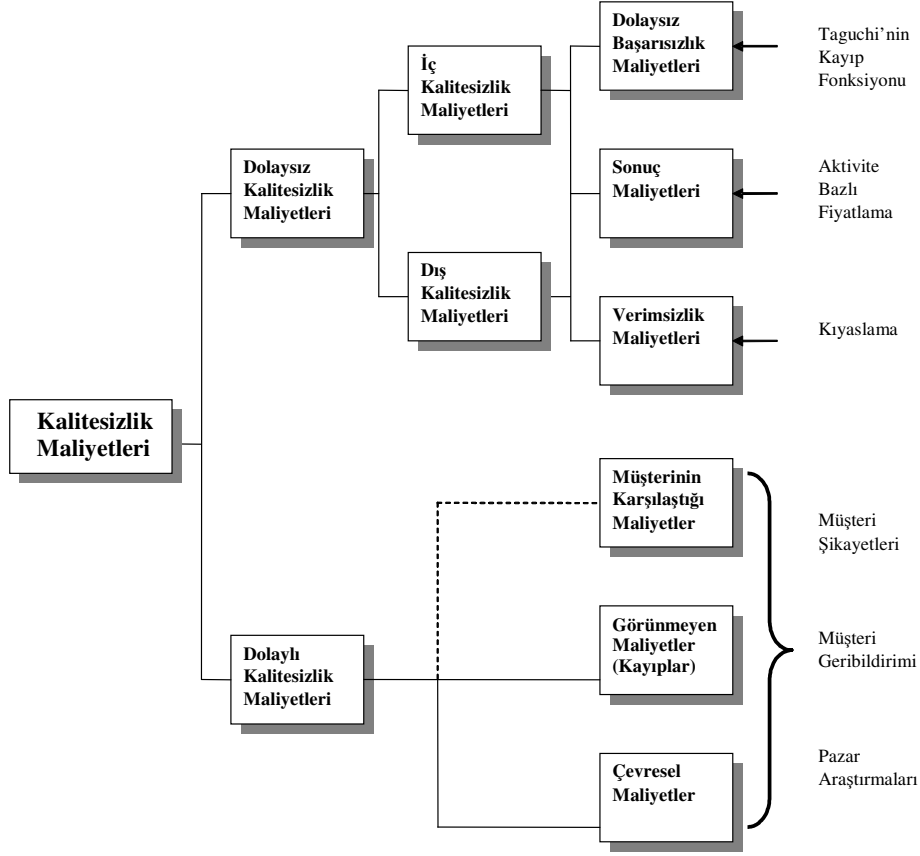 Dolaysız
Başarısızlık
Maliyetleri
Taguchi’nin
Kayıp
Fonksiyonu
İç
Kalitesizlik
Maliyetleri
Dolaysız
Kalitesizlik
Maliyetleri
Sonuç
Maliyetleri
Aktivite
Bazlı
Fiyatlama
Dış
Kalitesizlik
Maliyetleri
Verimsizlik
Maliyetleri
Kıyaslama
Kalitesizlik
Maliyetleri
Müşterinin
Karşılaştığı
Maliyetler
Müşteri
Şikayetleri
Dolaylı
Kalitesizlik
Maliyetleri
Görünmeyen
Maliyetler
(Kayıplar)
Müşteri
Geribildirimi
Çevresel
Maliyetler
Pazar
Araştırmaları